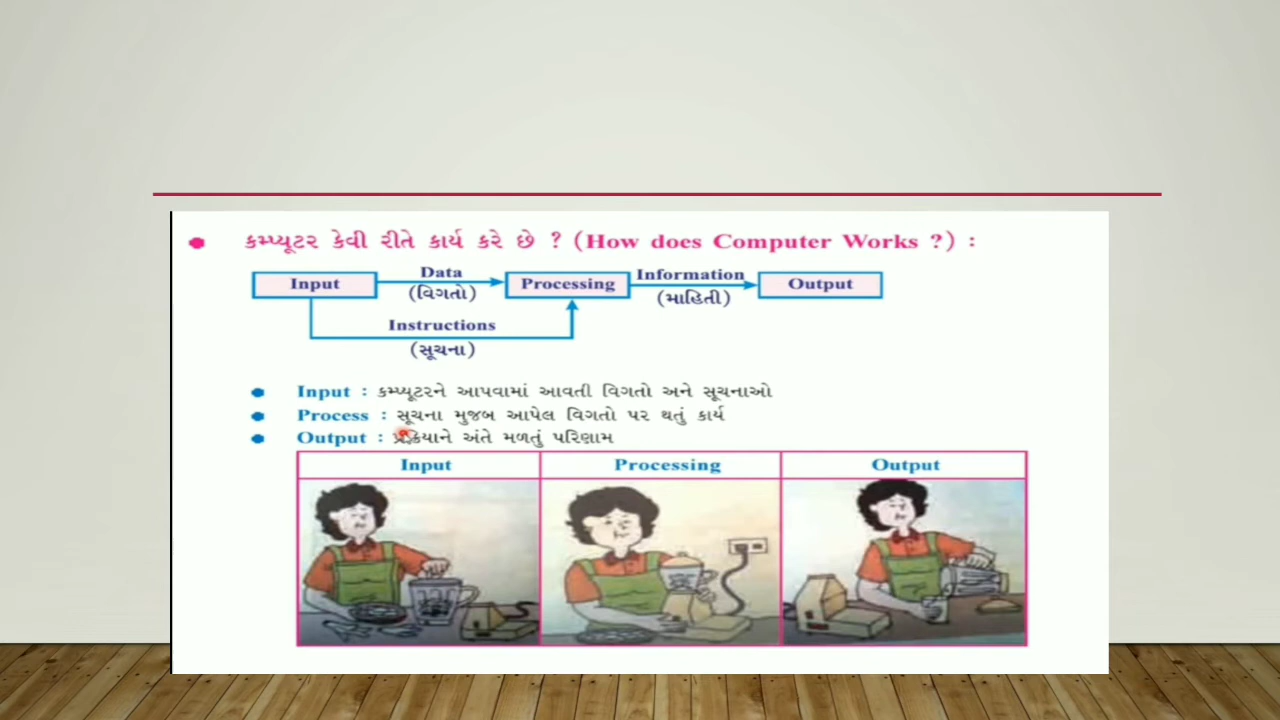 કમ્પ્યૂટર કેવી રીતે કાર્ય કરે છે ? (How does Computer Works ?) :
Input Data Processing Information Output
(વિગતો) (માહિતી)
Instructions
(સૂચના)
Input : કમ્પ્યૂટરને આપવામાં આવતી વિગતો અને સૂચનાઓ
Process : સૂચના મુજબ આપેલ વિગતો પર થતું કાર્ય
Output : પ્રક્રિયાને અંતે મળતું પરિણામ
Input Processing Output